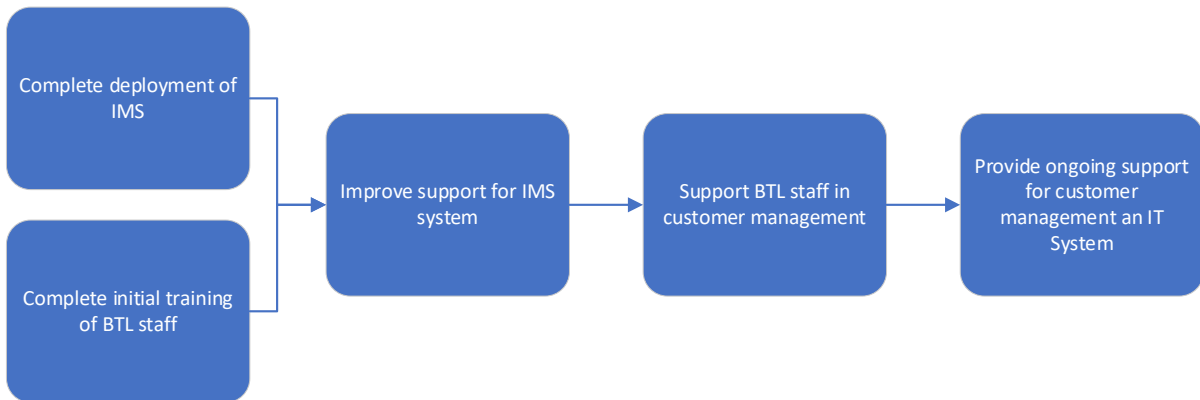 Complete deployment of
IMS
Complete initial training
of BTL staff
Improve support for IMS
system
Support BTL staff in
customer management
Provide ongoing support
for customer
management an IT
System